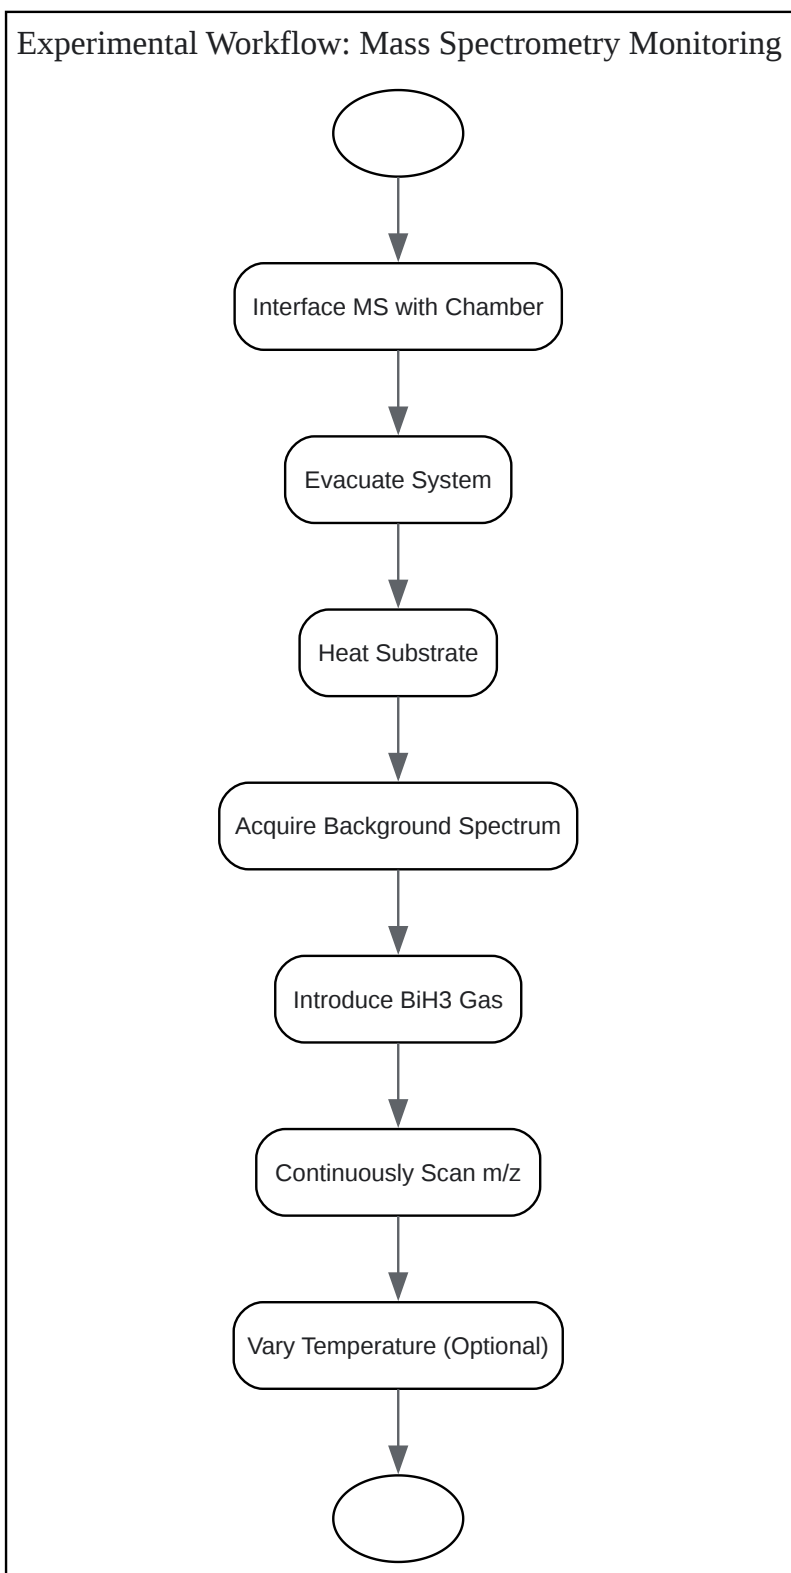 Experimental Workflow: Mass Spectrometry Monitoring
Interface MS with Chamber
Evacuate System
Heat Substrate
Acquire Background Spectrum
Introduce BiH3 Gas
Continuously Scan m/z
Vary Temperature (Optional)